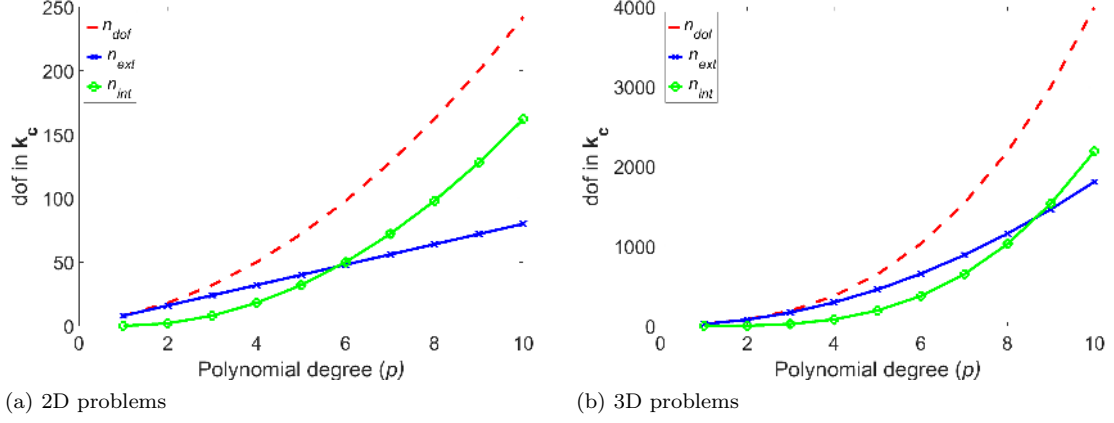 250
200
150
100
50
0
0 2 4 6 8 10
dof in k_c
Polynomial degree (p)
n_dof
n_ext
n_int
(a) 2D problems
4000
3000
2000
1000
0
0 2 4 6 8 10
dof in k_c
Polynomial degree (p)
n_dof
n_ext
n_int
(b) 3D problems